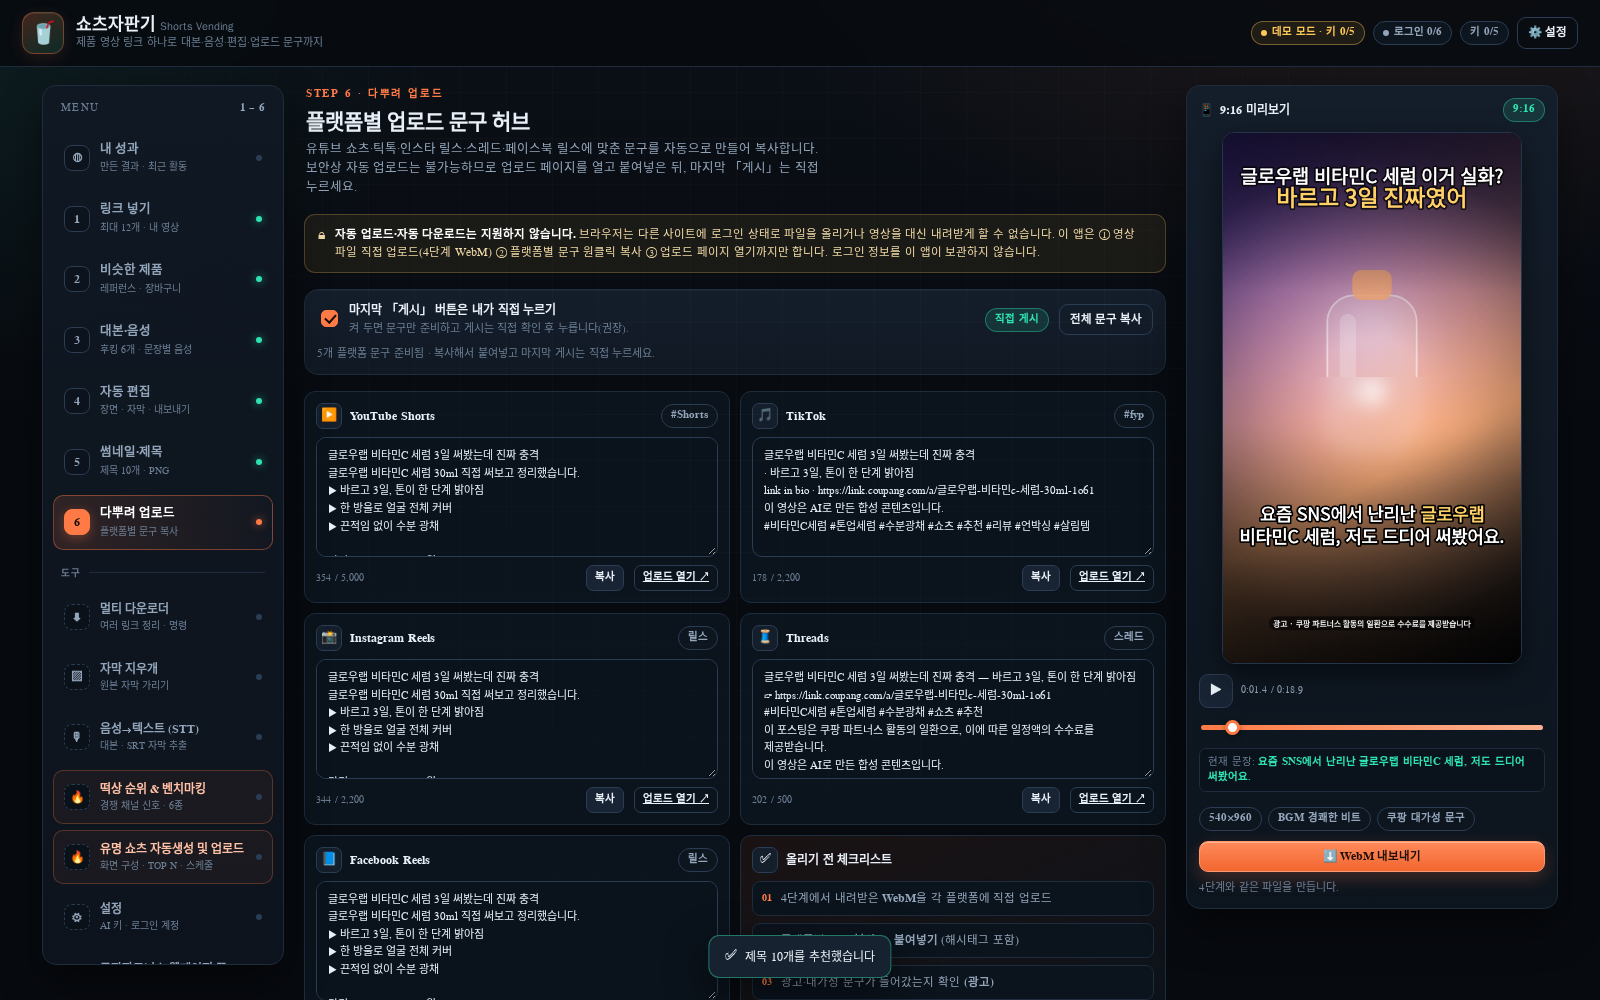 쇼츠자판기 Shorts Vending
제품 영상 링크 하나로 대본·음성·편집·업로드 문구까지
데모 모드 · 키 0/5
로그인 0/6
키 0/5
⚙️ 설정
MENU
1 – 6
내 성과
만든 결과 · 최근 활동
1
링크 넣기
최대 12개 · 내 영상
2
비슷한 제품
레퍼런스 · 장바구니
3
대본·음성
후킹 6개 · 문장별 음성
4
자동 편집
장면 · 자막 · 내보내기
5
썸네일·제목
제목 10개 · PNG
6
다뿌려 업로드
플랫폼별 문구 복사
도구
멀티 다운로더
여러 링크 정리 · 명령
자막 지우개
원본 자막 가리기
음성→텍스트 (STT)
대본 · SRT 자막 추출
떡상 순위 & 벤치마킹
경쟁 채널 신호 · 6종
유명 쇼츠 자동생성 및 업로드
화면 구성 · TOP N · 스케줄
설정
AI 키 · 로그인 계정
STEP 6 · 다뿌려 업로드
플랫폼별 업로드 문구 허브
유튜브 쇼츠·틱톡·인스타 릴스·스레드·페이스북 릴스에 맞춘 문구를 자동으로 만들어 복사합니다.
보안상 자동 업로드는 불가능하므로 업로드 페이지를 열고 붙여넣은 뒤, 마지막 「게시」는 직접
누르세요.
자동 업로드·자동 다운로드는 지원하지 않습니다. 브라우저는 다른 사이트에 로그인 상태로 파일을 올리거나 영상을 대신 내려받게 할 수 없습니다. 이 앱은 ① 영상
파일 직접 업로드(4단계 WebM) ② 플랫폼별 문구 원클릭 복사 ③ 업로드 페이지 열기까지만 합니다. 로그인 정보를 이 앱이 보관하지 않습니다.
마지막 「게시」 버튼은 내가 직접 누르기
켜 두면 문구만 준비하고 게시는 직접 확인 후 누릅니다(권장).
직접 게시
전체 문구 복사
5개 플랫폼 문구 준비됨 · 복사해서 붙여넣고 마지막 게시는 직접 누르세요.
YouTube Shorts
#Shorts
글로우랩 비타민C 세럼 3일 써봤는데 진짜 충격
글로우랩 비타민C 세럼 30ml 직접 써보고 정리했습니다.
▶ 바르고 3일, 톤이 한 단계 밝아짐
▶ 한 방울로 얼굴 전체 커버
▶ 끈적임 없이 수분 광채
354 / 5,000
복사
업로드 열기 ↗
TikTok
#fyp
글로우랩 비타민C 세럼 3일 써봤는데 진짜 충격
· 바르고 3일, 톤이 한 단계 밝아짐
link in bio · https://link.coupang.com/a/글로우랩-비타민c-세럼-30ml-1o61
이 영상은 AI로 만든 합성 콘텐츠입니다.
#비타민C세럼 #톤업세럼 #수분광채 #쇼츠 #추천 #리뷰 #언박싱 #살림템
178 / 2,200
복사
업로드 열기 ↗
Instagram Reels
릴스
글로우랩 비타민C 세럼 3일 써봤는데 진짜 충격
글로우랩 비타민C 세럼 30ml 직접 써보고 정리했습니다.
▶ 바르고 3일, 톤이 한 단계 밝아짐
▶ 한 방울로 얼굴 전체 커버
▶ 끈적임 없이 수분 광채
344 / 2,200
복사
업로드 열기 ↗
Threads
스레드
글로우랩 비타민C 세럼 3일 써봤는데 진짜 충격 — 바르고 3일, 톤이 한 단계 밝아짐
👉 https://link.coupang.com/a/글로우랩-비타민c-세럼-30ml-1o61
#비타민C세럼 #톤업세럼 #수분광채 #쇼츠 #추천
이 포스팅은 쿠팡 파트너스 활동의 일환으로, 이에 따른 일정액의 수수료를
제공받습니다.
이 영상은 AI로 만든 합성 콘텐츠입니다.
202 / 500
복사
업로드 열기 ↗
Facebook Reels
릴스
글로우랩 비타민C 세럼 3일 써봤는데 진짜 충격
글로우랩 비타민C 세럼 30ml 직접 써보고 정리했습니다.
▶ 바르고 3일, 톤이 한 단계 밝아짐
▶ 한 방울로 얼굴 전체 커버
▶ 끈적임 없이 수분 광채
올리기 전 체크리스트
01 4단계에서 내려받은 WebM을 각 플랫폼에 직접 업로드
붙여넣기 (해시태그 포함)
03 광고·대가성 문구가 들어갔는지 확인 (광고)
✅ 제목 10개를 추천했습니다
📱 9:16 미리보기
9:16
글로우랩 비타민C 세럼 이거 실화?
바르고 3일 진짜였어
요즘 SNS에서 난리난 글로우랩
비타민C 세럼, 저도 드디어 써봤어요.
광고 · 쿠팡 파트너스 활동의 일환으로 수수료를 제공받습니다
0:01.4 / 0:18.9
현재 문장: 요즘 SNS에서 난리난 글로우랩 비타민C 세럼, 저도 드디어
써봤어요.
540×960
BGM 경쾌한 비트
쿠팡 대가성 문구
⬇️ WebM 내보내기
4단계와 같은 파일을 만듭니다.